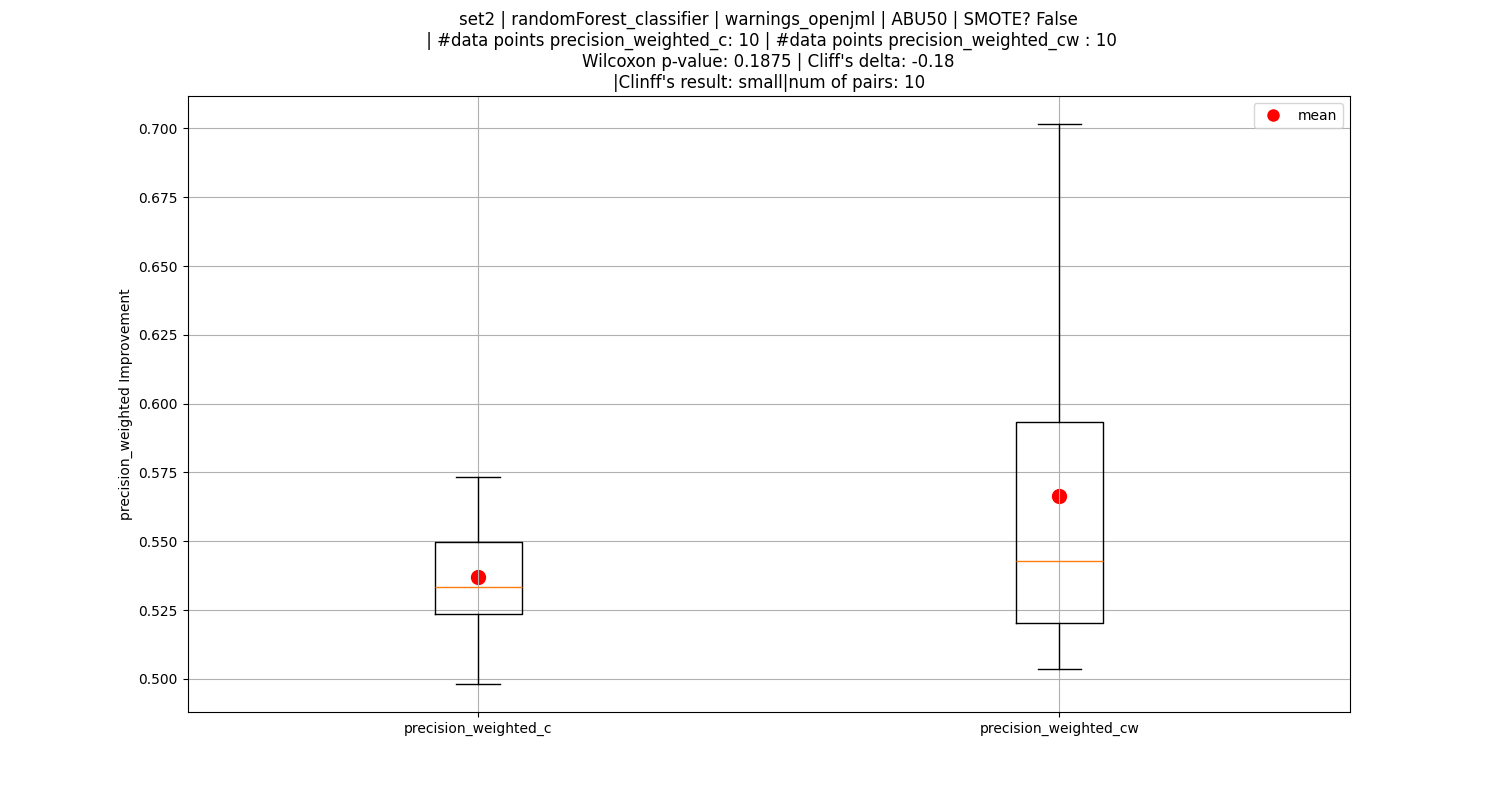 set2 | randomForest_classifier | warnings_openjml | ABU50 | SMOTE? False
| #data points precision_weighted_c: 10 | #data points precision_weighted_cw : 10
Wilcoxon p-value: 0.1875 | Cliff's delta: -0.18
|Clinff's result: small|num of pairs: 10
mean
0.700
0.675
0.650
0.625
0.600
0.575
0.550
0.525
0.500
precision_weighted Improvement
precision_weighted_c
precision_weighted_cw